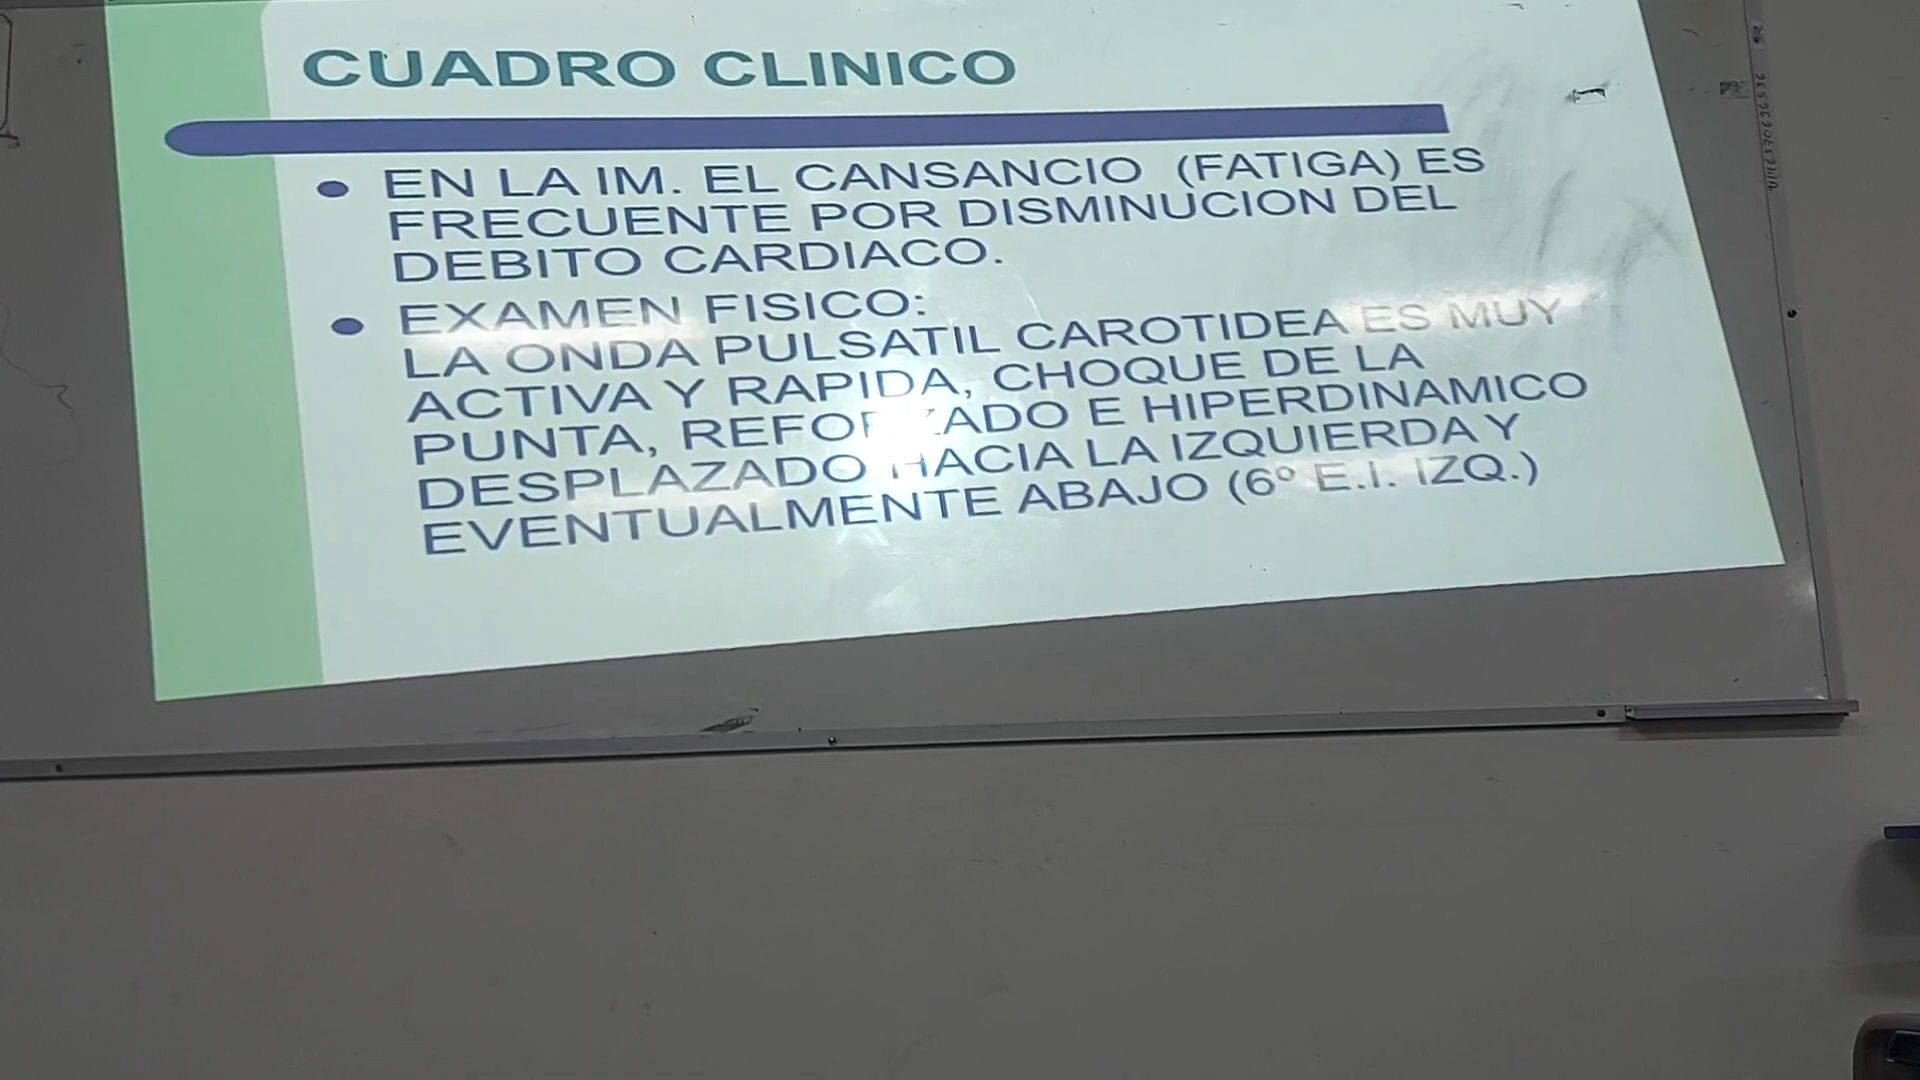 CUADRO CLINICO
EN LA IM. EL CANSANCIO (FATIGA) ES
FRECUENTE POR DISMINUCION DEL
DEBITO CARDIACO.
EXAMEN FISICO:
LA ONDA PULSATIL CAROTIDEA ES MUY
ACTIVA Y RAPIDA, CHOQUE DE LA
PUNTA, REFORZADO E HIPERDINAMICO
DESPLAZADO HACIA LA IZQUIERDA Y
EVENTUALMENTE ABAJO (6º E.I. IZQ.)